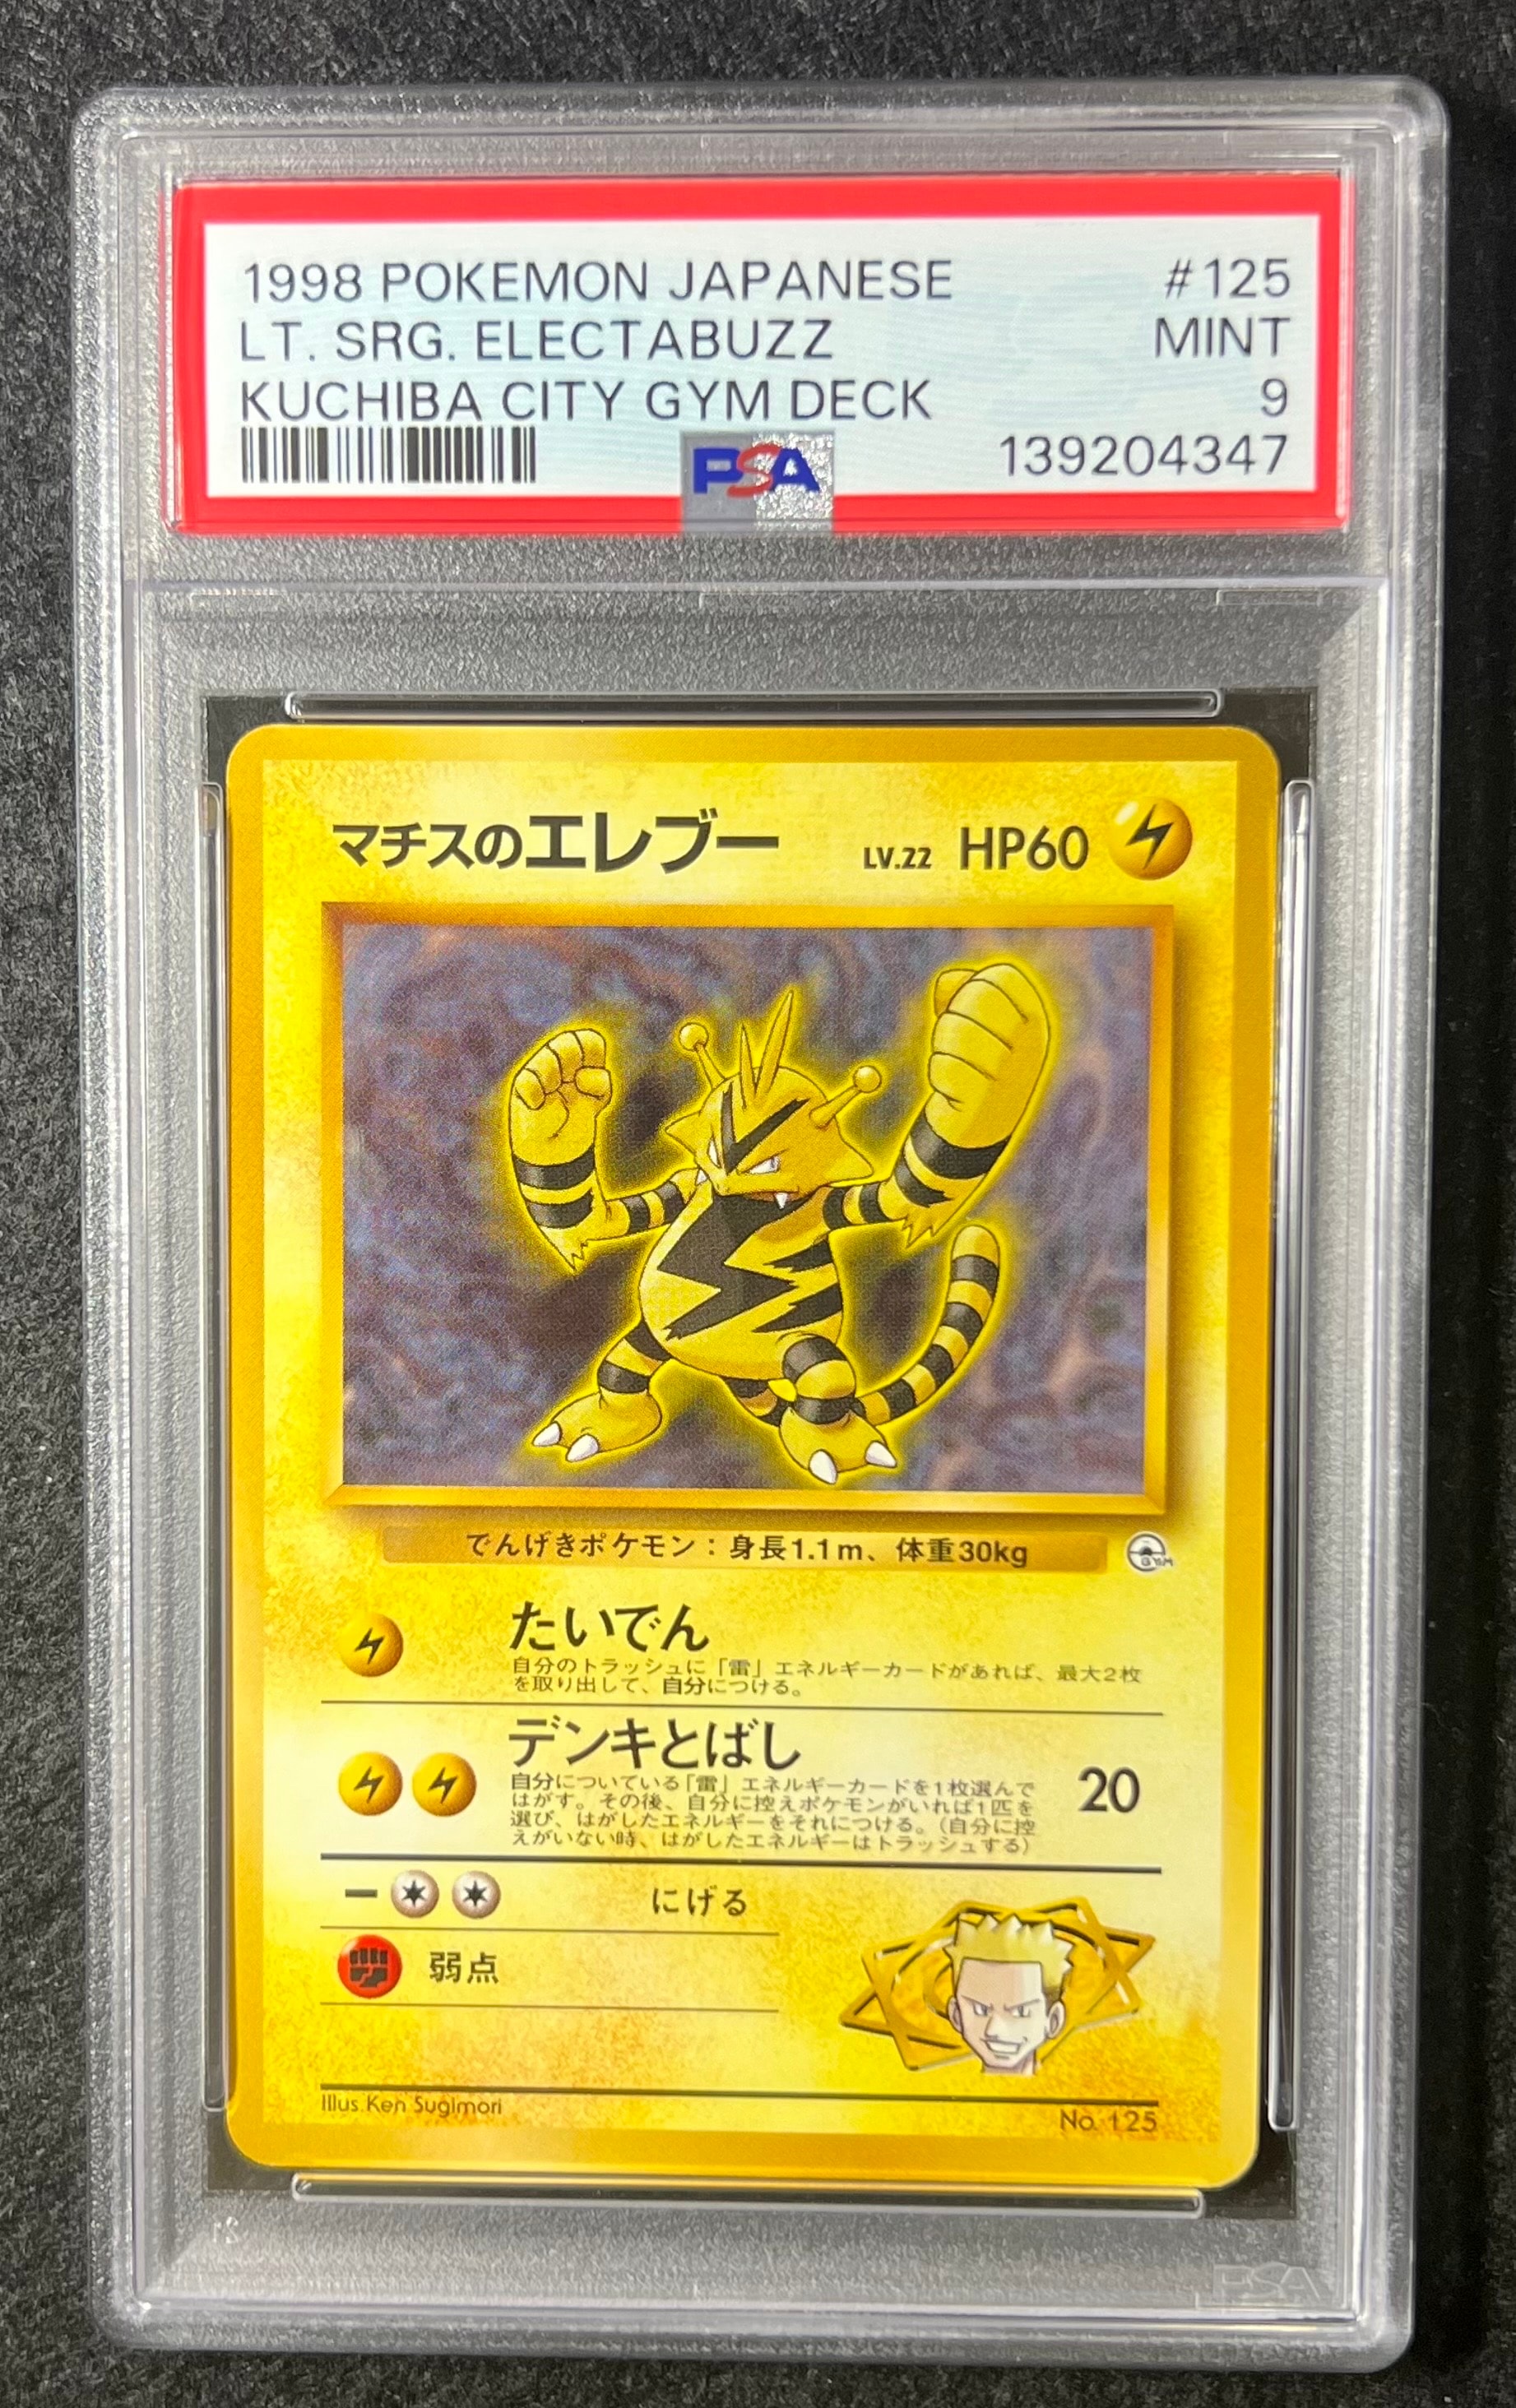 1998 POKEMON JAPANESE #125
LT. SRG. ELECTABUZZ MINT
KUCHIBA CITY GYM DECK 9
PSA 139204347
マチスのエレブー LV.22 HP60
でんげきポケモン：身長1.1m、体重30kg
GYM
たいでん
自分のトラッシュに「雷」エネルギーカードがあれば、最大2枚
を取り出して、自分につける。
デンキとばし
自分についている「雷」エネルギーカードを1枚選んで
はがす。その後、自分に控えポケモンがいれば1匹を
選び、はがしたエネルギーをそれにつける。（自分に控
えがいない時、はがしたエネルギーはトラッシュする）
20
にげる
弱点
Illus. Ken Sugimori
No. 125
PSA